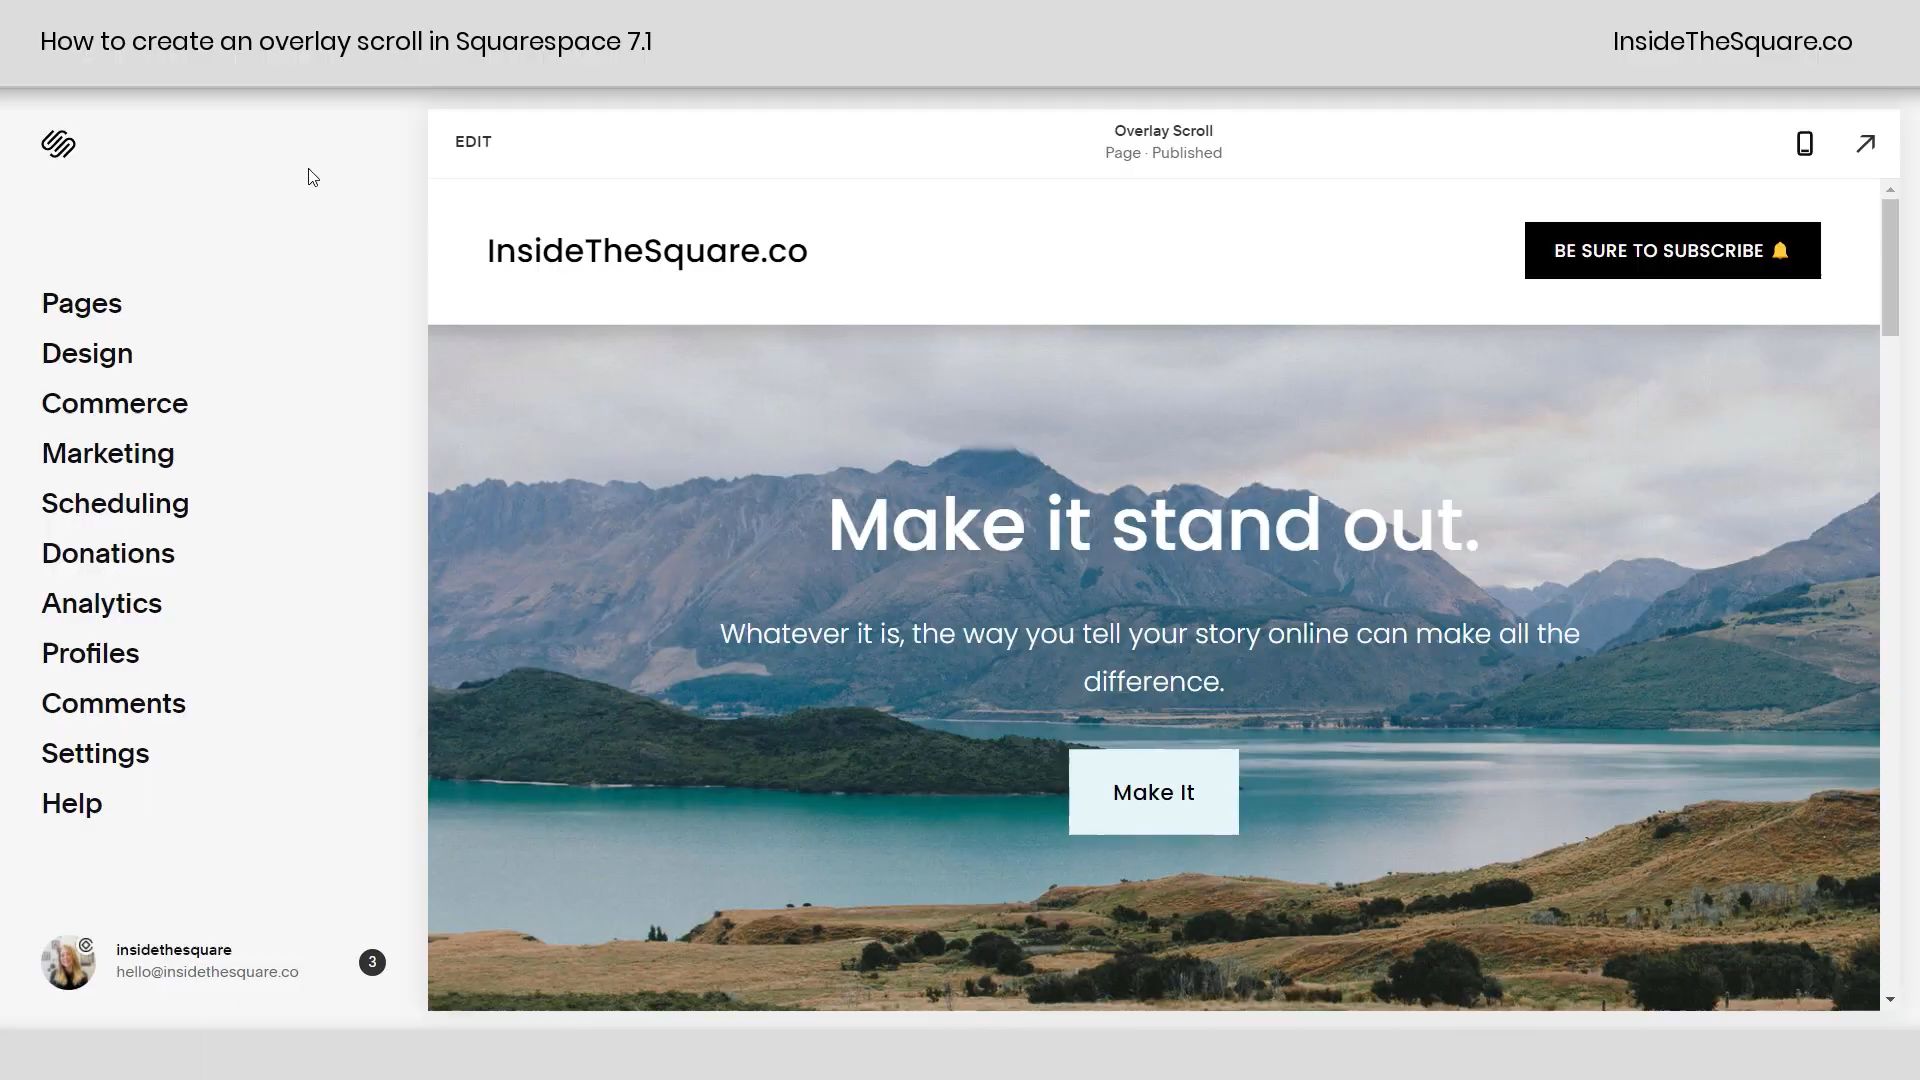 How to create an overlay scroll in Squarespace 7.1
InsideTheSquare.co
EDIT
Overlay Scroll
Page · Published
InsideTheSquare.co
BE SURE TO SUBSCRIBE 🔔
Pages
Design
Commerce
Marketing
Scheduling
Donations
Analytics
Profiles
Comments
Settings
Help
Make it stand out.
Whatever it is, the way you tell your story online can make all the
difference.
Make It
insidethesquare
hello@insidethesquare.co
3